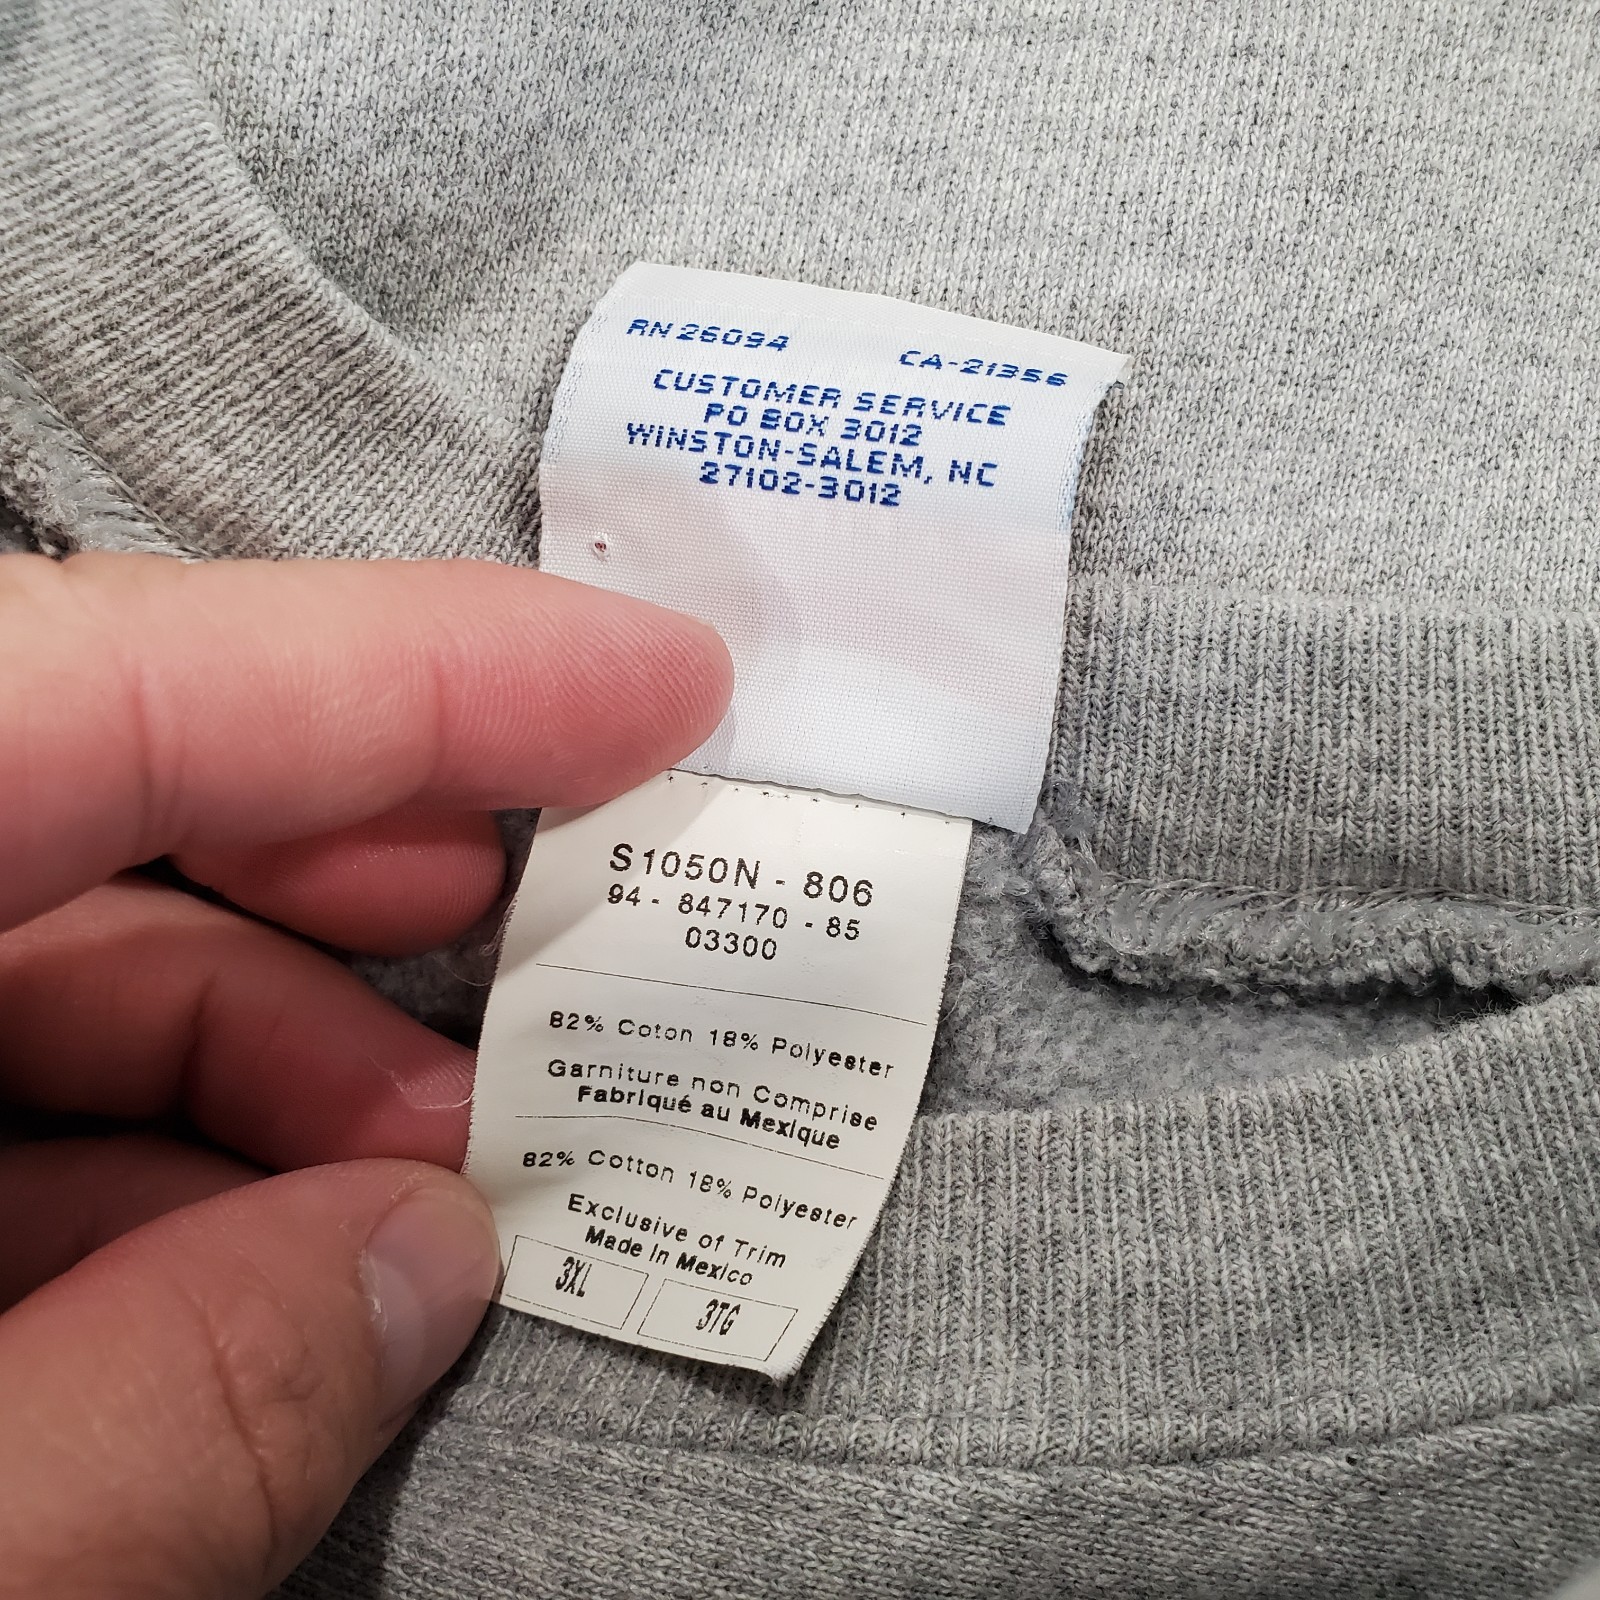 RN 26094 CA-21356
CUSTOMER SERVICE
PO BOX 3012
WINSTON-SALEM, NC
27102-3012
S1050N - 806
94 - 847170 - 85
03300
82% Coton 18% Polyester
Garniture non Comprise
Fabriqué au Mexique
82% Cotton 18% Polyester
Exclusive of Trim
Made in Mexico
3XL 3TG